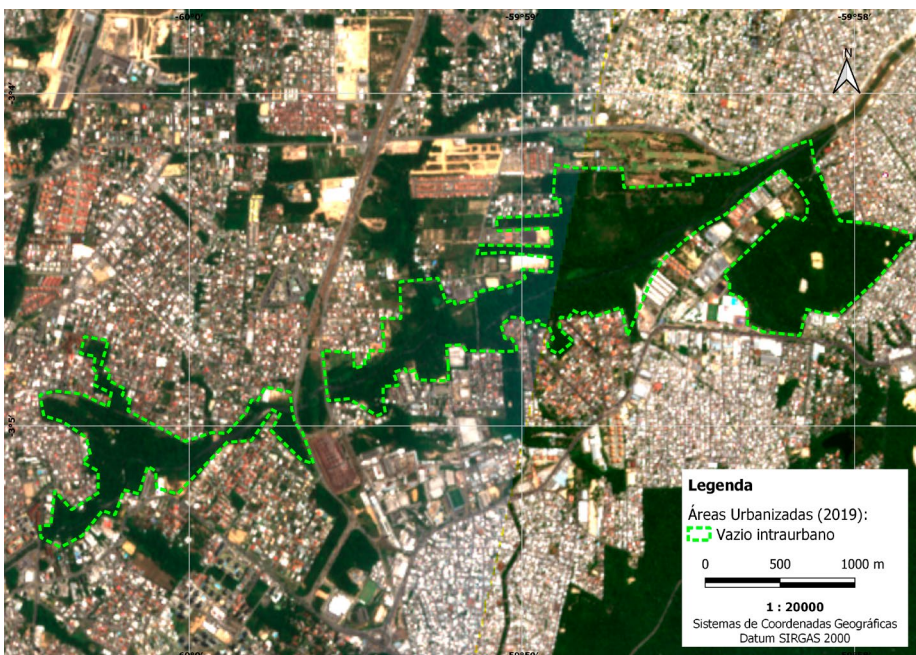 -60°0' -59°59' -59°58'
N
-3°4'
-3°5'
Legenda
Áreas Urbanizadas (2019):
Vazio intraurbano
0 500 1000 m
1 : 20000
Sistemas de Coordenadas Geográficas
Datum SIRGAS 2000